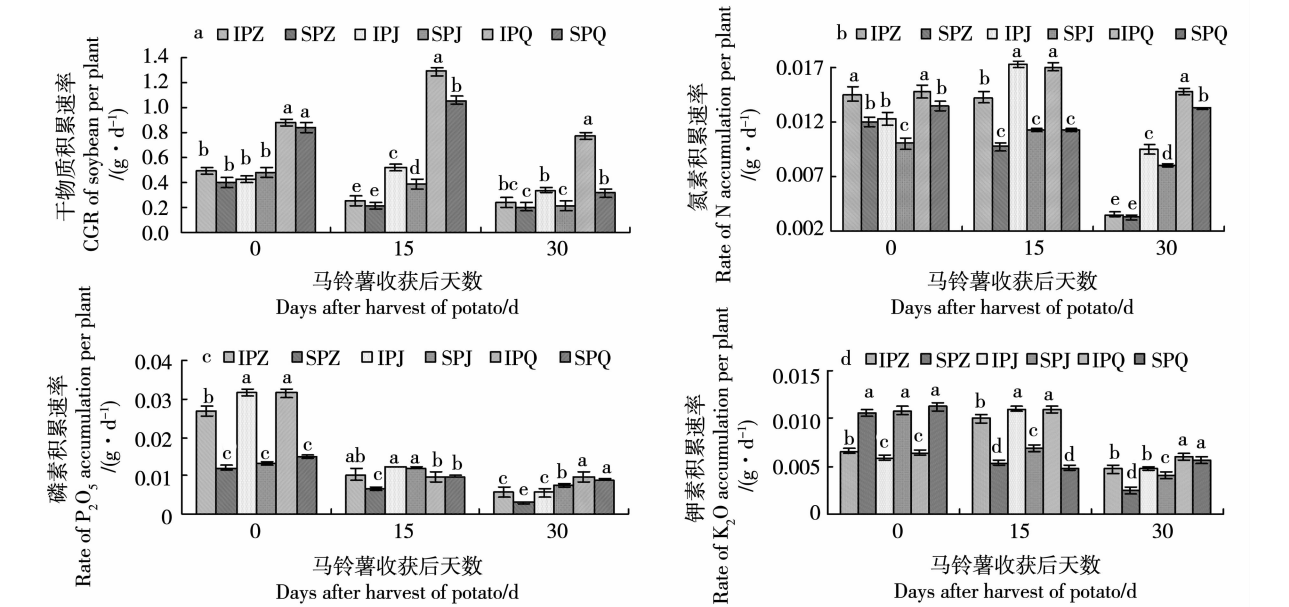 a IPZ SPZ IPJ SPJ IPQ SPQ
干物质积累速率
CGR of soybean per plant
/(g・d⁻¹)
1.4
1.2
1.0
0.8
0.6
0.4
0.2
0.0
b b b b a a
e e c d a b
bc c b c a b
0 15 30
马铃薯收获后天数
Days after harvest of potato/d
b IPZ SPZ IPJ SPJ IPQ SPQ
氮素积累速率
Rate of N accumulation per plant
/(g・d⁻¹)
0.017
0.012
0.007
0.002
a b b c a b
b c a c a c
e e c d a b
0 15 30
马铃薯收获后天数
Days after harvest of potato/d
c IPZ SPZ IPJ SPJ IPQ SPQ
磷素积累速率
Rate of P₂O₅ accumulation per plant
/(g・d⁻¹)
0.04
0.03
0.02
0.01
0
b c a c a c
ab c a a b b
c e c b a a
0 15 30
马铃薯收获后天数
Days after harvest of potato/d
d IPZ SPZ IPJ SPJ IPQ SPQ
钾素积累速率
Rate of K₂O accumulation per plant
/(g・d⁻¹)
0.015
0.010
0.005
0
b a c a c a
b d a c a d
b d b c a a
0 15 30
马铃薯收获后天数
Days after harvest of potato/d